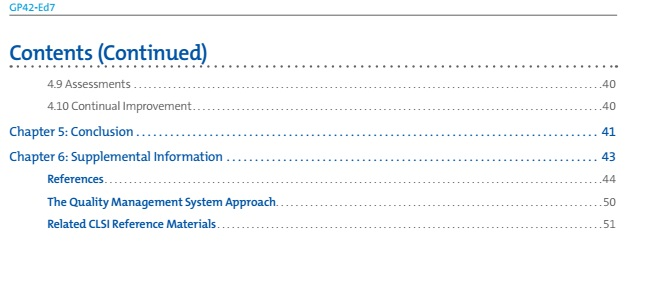 GP42-Ed7
Contents (Continued)
4.9 Assessments ........................................................................................................40
4.10 Continual Improvement..........................................................................................40
Chapter 5: Conclusion ................................................................................ 41
Chapter 6: Supplemental Information ................................................................ 43
References..............................................................................................................44
The Quality Management System Approach......................................................................50
Related CLSI Reference Materials...................................................................................51